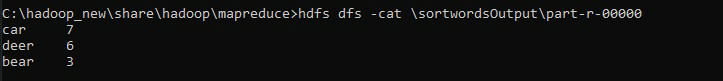 C:\hadoop_new\share\hadoop\mapreduce>hdfs dfs -cat \sortwordsOutput\part-r-00000
car     7
deer    6
bear    3